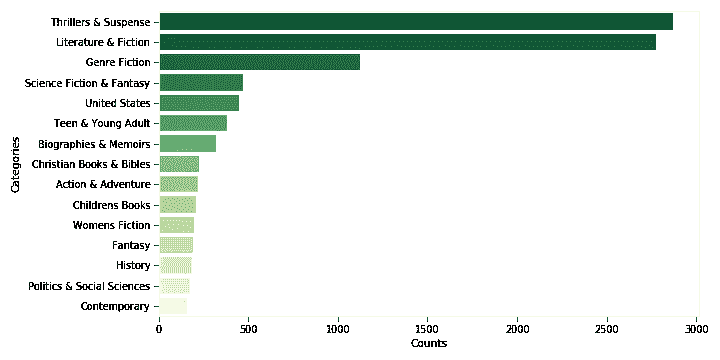 Thrillers & Suspense
Literature & Fiction
Genre Fiction
Science Fiction & Fantasy
United States
Teen & Young Adult
Biographies & Memoirs
Christian Books & Bibles
Action & Adventure
Childrens Books
Womens Fiction
Fantasy
History
Politics & Social Sciences
Contemporary
Categories
0 500 1000 1500 2000 2500 3000
Counts